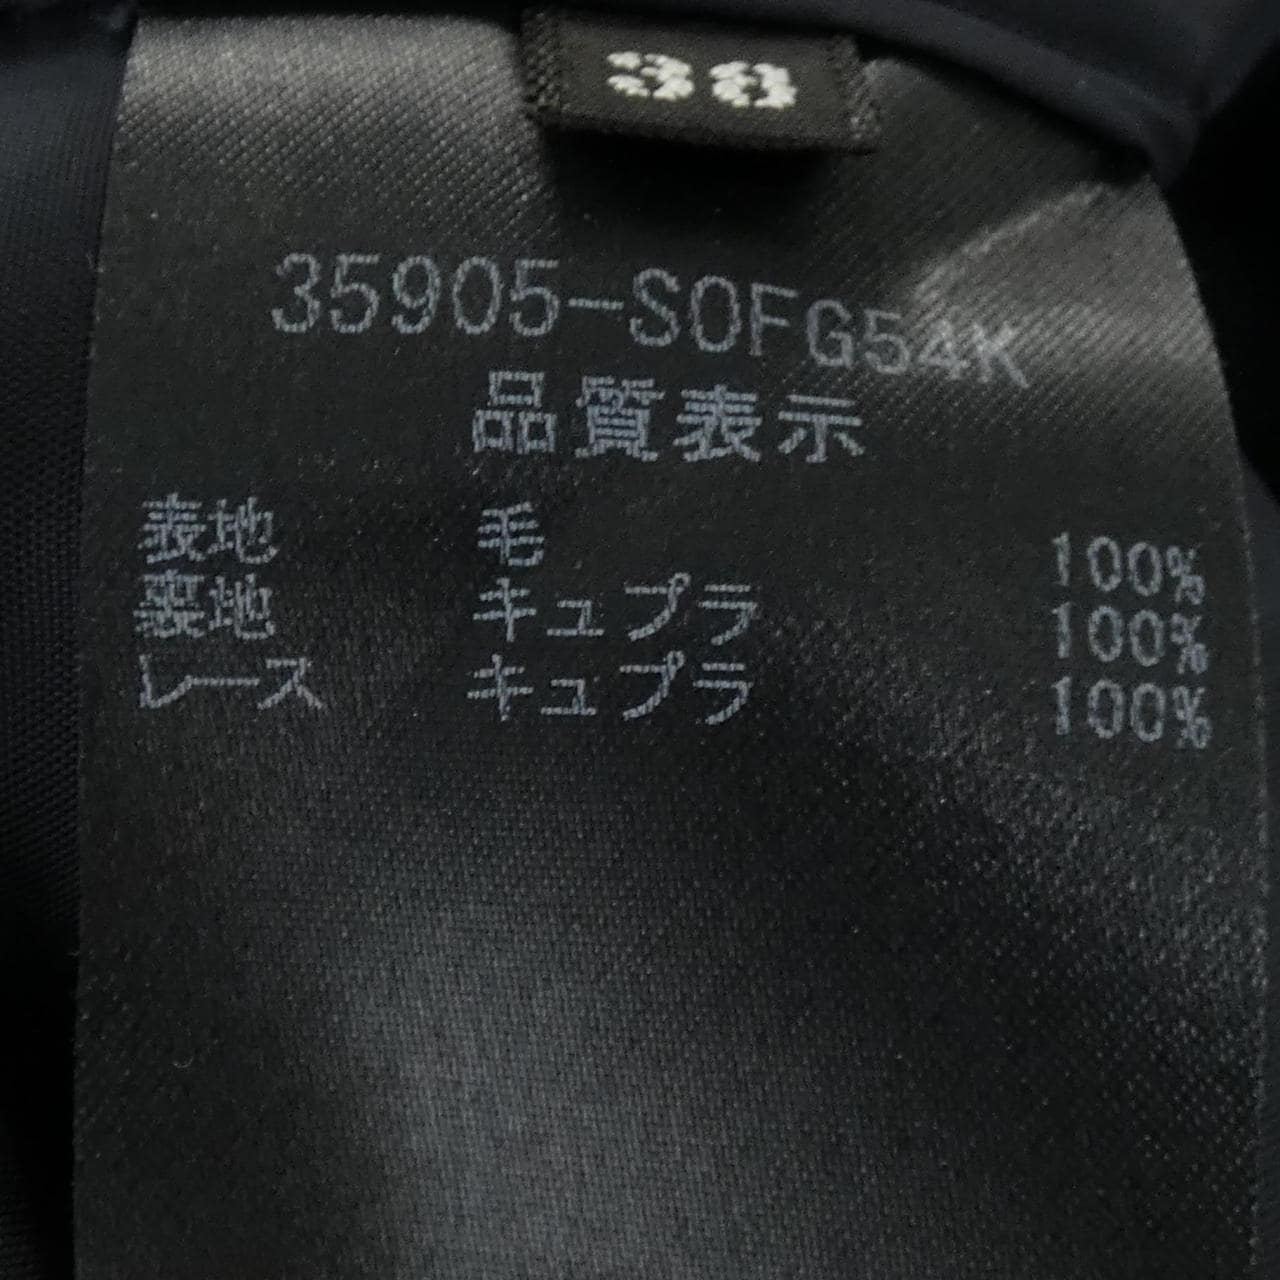 38
35905-SOFG54K
品質表示
表地 毛 100%
裏地 キュプラ 100%
レース キュプラ 100%